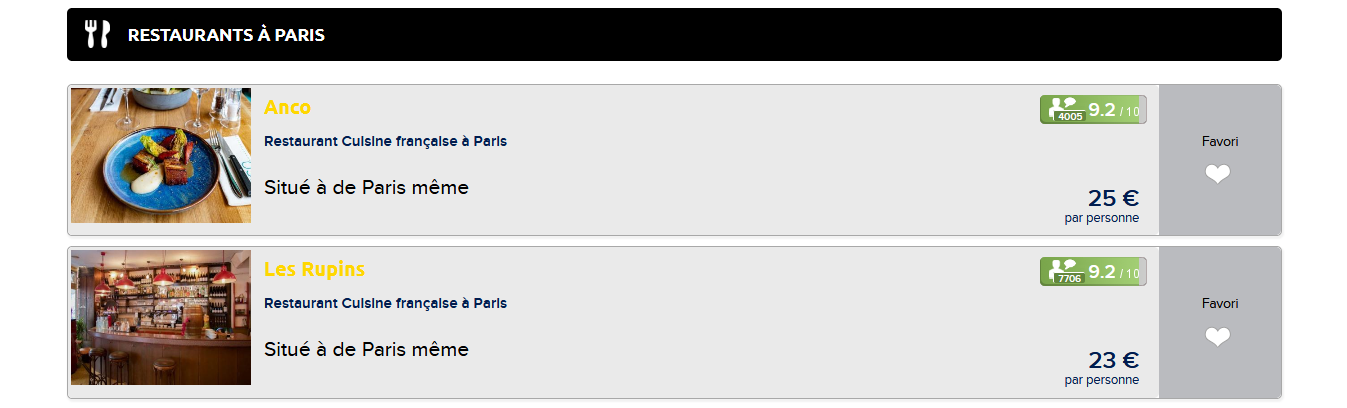 RESTAURANTS À PARIS
Anco
4005 9.2 / 10
Restaurant Cuisine française à Paris
Favori
Situé à de Paris même
25 €
par personne
Les Rupins
7706 9.2 / 10
Restaurant Cuisine française à Paris
Favori
Situé à de Paris même
23 €
par personne